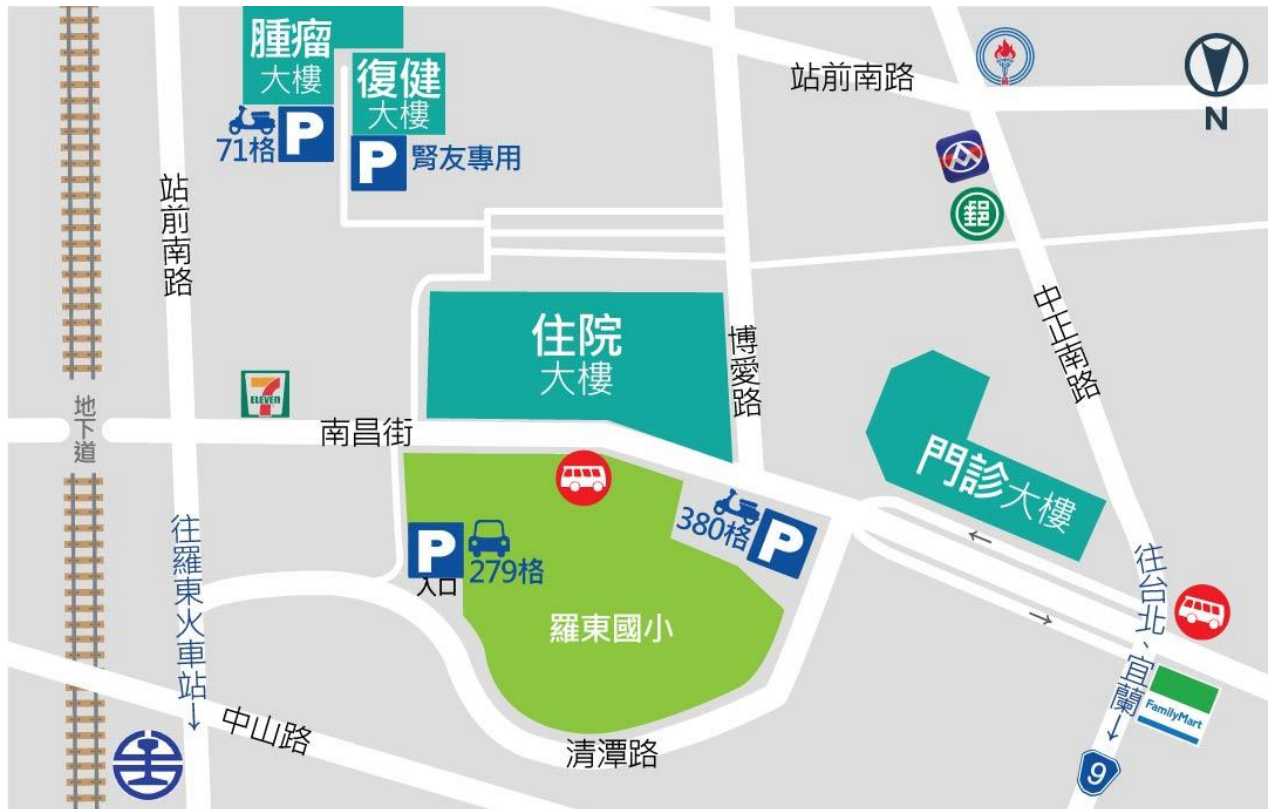 腫瘤
大樓
復健
大樓
站前南路
N
71格
P
P
腎友專用
郵
站前南路
中正南路
住院
大樓
博愛路
7
ELEVEN
地下道
南昌街
門診大樓
380格
P
P
279格
入口
往羅東火車站↓
羅東國小
←
→
往台北、宜蘭↓
FamilyMart
中山路
清潭路
9